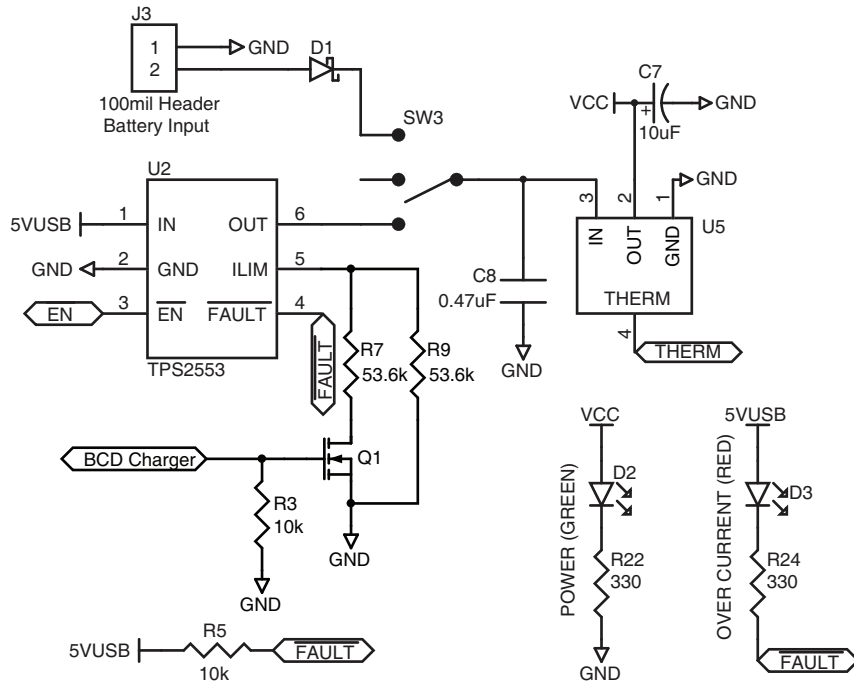 J3
1
GND
2
D1
100mil Header
Battery Input
SW3
C7
VCC
GND
+
10uF
U2
5VUSB
1
IN
OUT
6
GND
2
GND
ILIM
5
EN
3
EN
FAULT
4
TPS2553
FAULT
3
2
1
GND
IN
OUT
GND
U5
THERM
4
THERM
C8
0.47uF
GND
R7
53.6k
R9
53.6k
BCD Charger
Q1
R3
10k
GND
GND
5VUSB
R5
10k
FAULT
VCC
D2
POWER (GREEN)
R22
330
GND
5VUSB
D3
OVER CURRENT (RED)
R24
330
FAULT